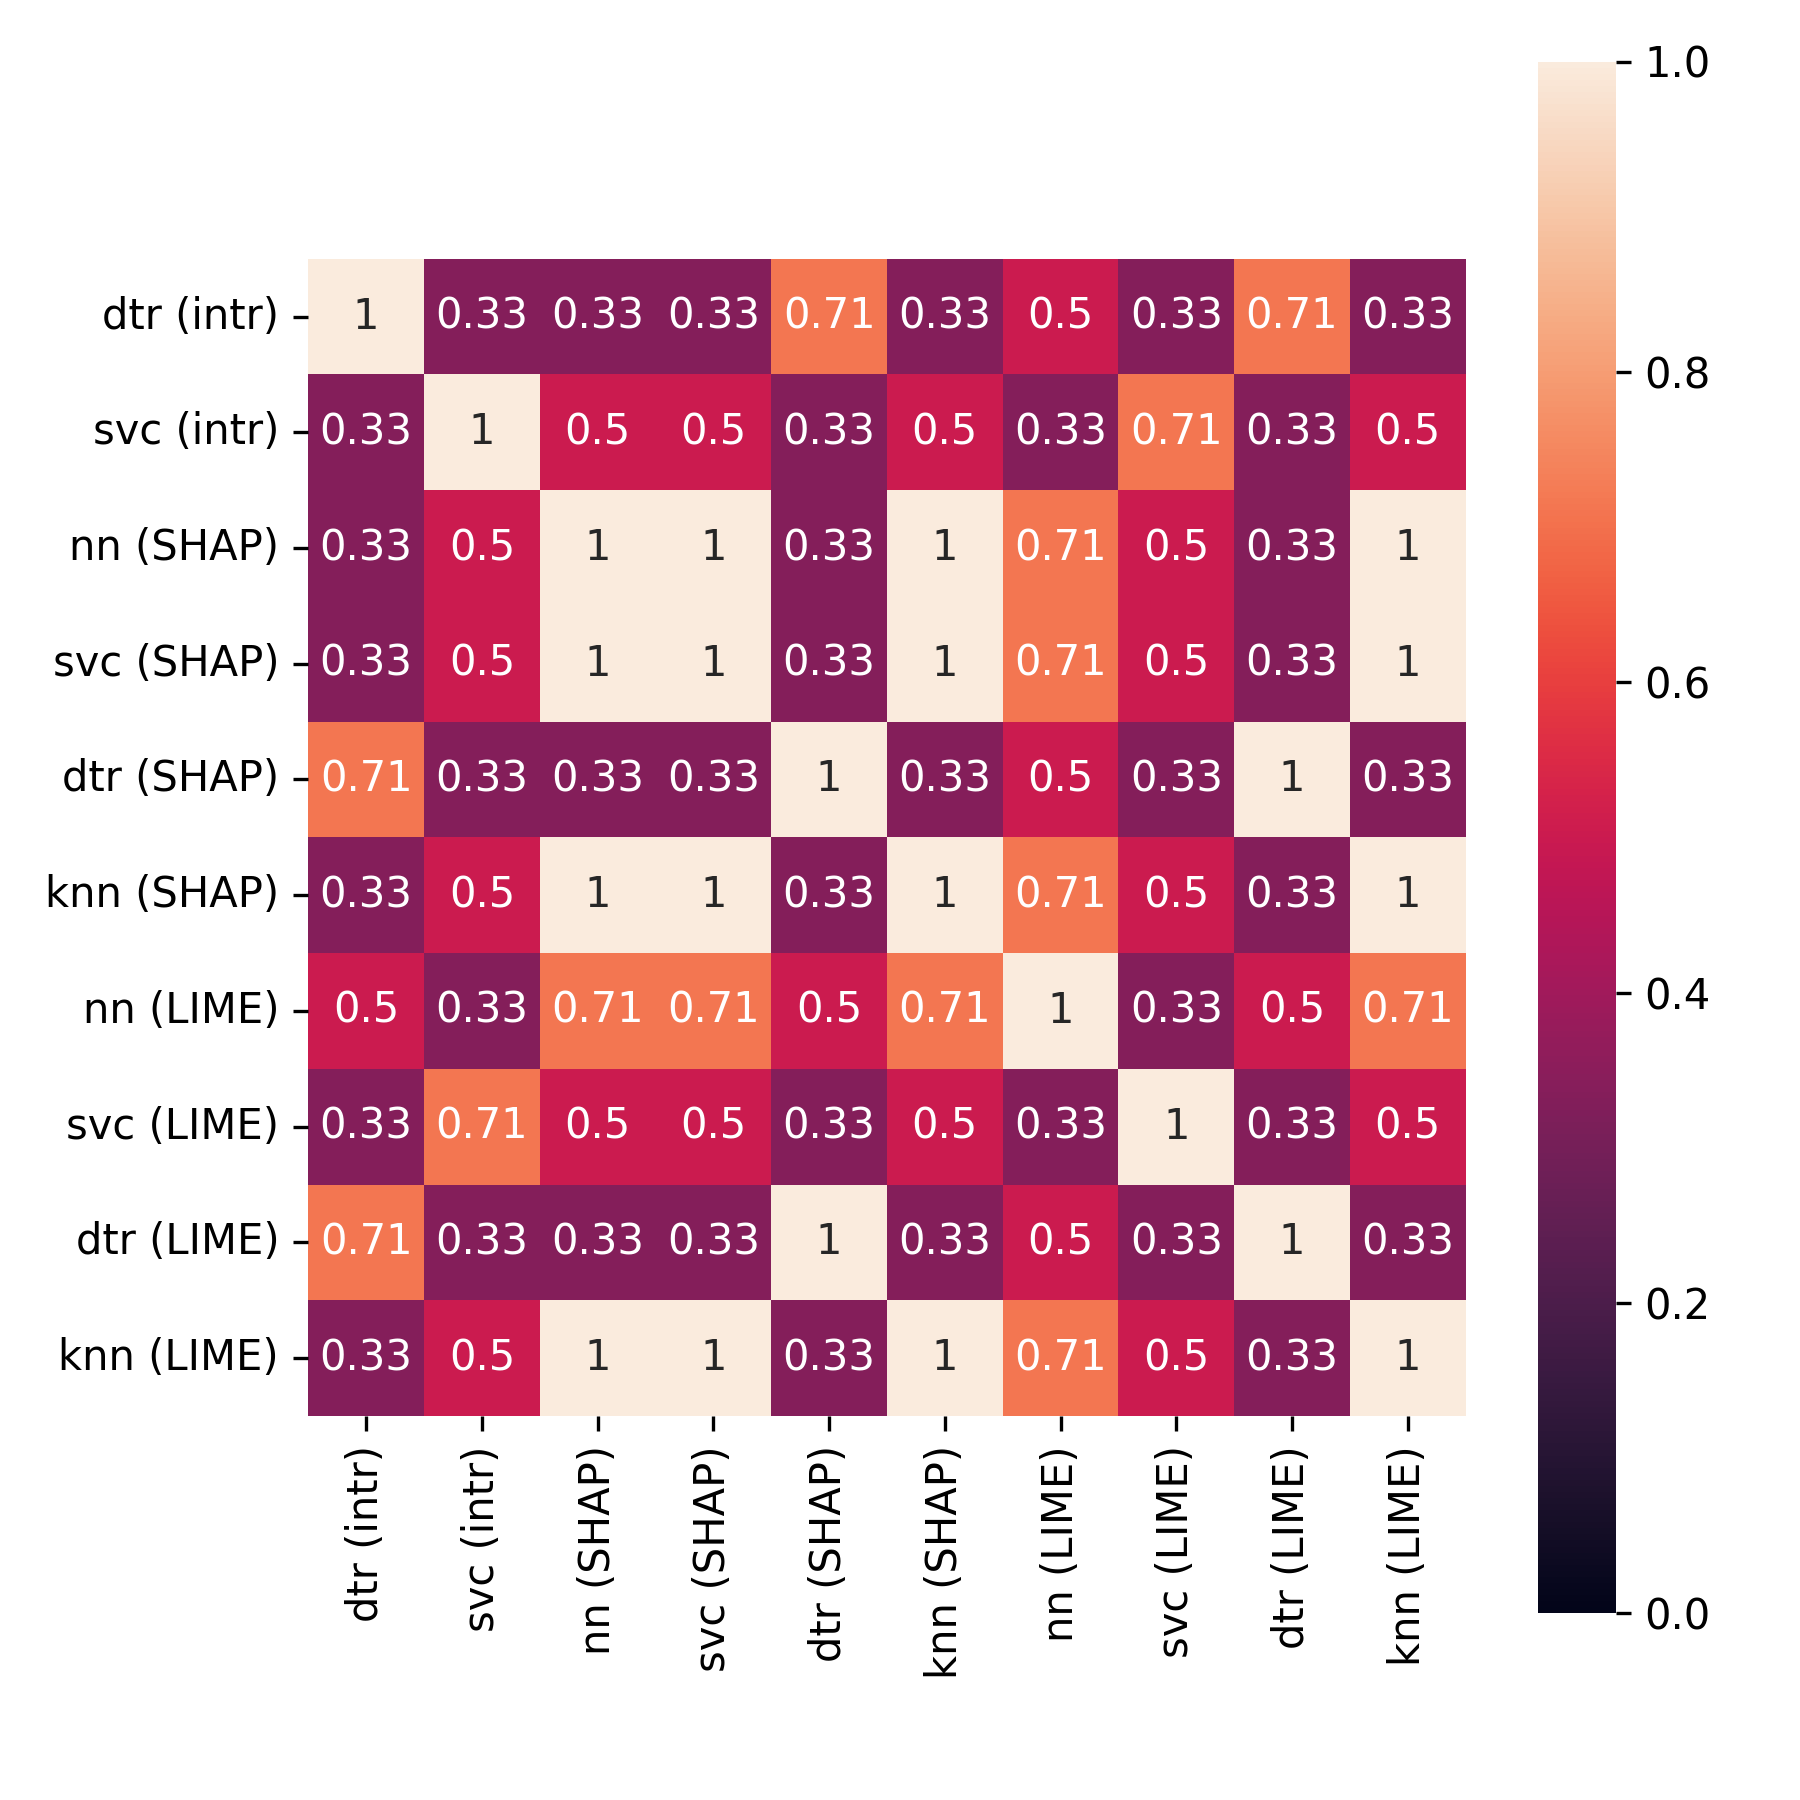 dtr (intr) 1 0.33 0.33 0.33 0.71 0.33 0.5 0.33 0.71 0.33
svc (intr) 0.33 1 0.5 0.5 0.33 0.5 0.33 0.71 0.33 0.5
nn (SHAP) 0.33 0.5 1 1 0.33 1 0.71 0.5 0.33 1
svc (SHAP) 0.33 0.5 1 1 0.33 1 0.71 0.5 0.33 1
dtr (SHAP) 0.71 0.33 0.33 0.33 1 0.33 0.5 0.33 1 0.33
knn (SHAP) 0.33 0.5 1 1 0.33 1 0.71 0.5 0.33 1
nn (LIME) 0.5 0.33 0.71 0.71 0.5 0.71 1 0.33 0.5 0.71
svc (LIME) 0.33 0.71 0.5 0.5 0.33 0.5 0.33 1 0.33 0.5
dtr (LIME) 0.71 0.33 0.33 0.33 1 0.33 0.5 0.33 1 0.33
knn (LIME) 0.33 0.5 1 1 0.33 1 0.71 0.5 0.33 1
dtr (intr)
svc (intr)
nn (SHAP)
svc (SHAP)
dtr (SHAP)
knn (SHAP)
nn (LIME)
svc (LIME)
dtr (LIME)
knn (LIME)
1.0
0.8
0.6
0.4
0.2
0.0